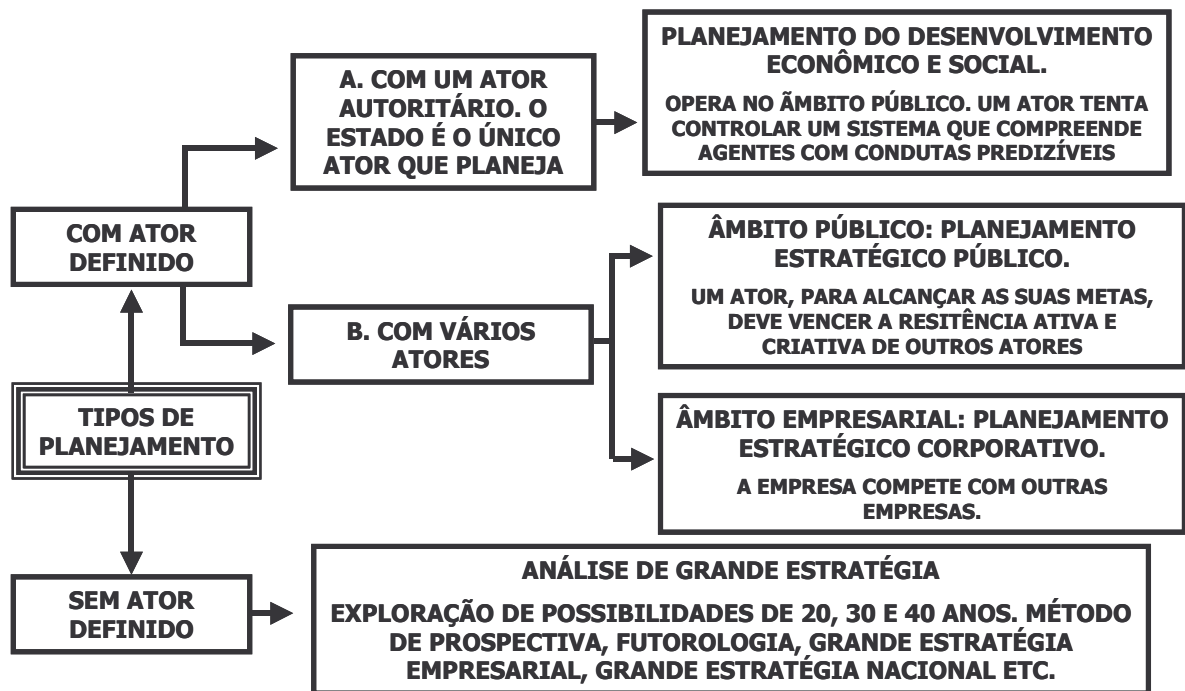 PLANEJAMENTO DO DESENVOLVIMENTO
ECONÔMICO E SOCIAL.
OPERA NO ÃMBITO PÚBLICO. UM ATOR TENTA
CONTROLAR UM SISTEMA QUE COMPREENDE
AGENTES COM CONDUTAS PREDIZÍVEIS
A. COM UM ATOR
AUTORITÁRIO. O
ESTADO É O ÚNICO
ATOR QUE PLANEJA
COM ATOR
DEFINIDO
ÂMBITO PÚBLICO: PLANEJAMENTO
ESTRATÉGICO PÚBLICO.
UM ATOR, PARA ALCANÇAR AS SUAS METAS,
DEVE VENCER A RESITÊNCIA ATIVA E
CRIATIVA DE OUTROS ATORES
B. COM VÁRIOS
ATORES
TIPOS DE
PLANEJAMENTO
ÂMBITO EMPRESARIAL: PLANEJAMENTO
ESTRATÉGICO CORPORATIVO.
A EMPRESA COMPETE COM OUTRAS
EMPRESAS.
SEM ATOR
DEFINIDO
ANÁLISE DE GRANDE ESTRATÉGIA
EXPLORAÇÃO DE POSSIBILIDADES DE 20, 30 E 40 ANOS. MÉTODO
DE PROSPECTIVA, FUTOROLOGIA, GRANDE ESTRATÉGIA
EMPRESARIAL, GRANDE ESTRATÉGIA NACIONAL ETC.